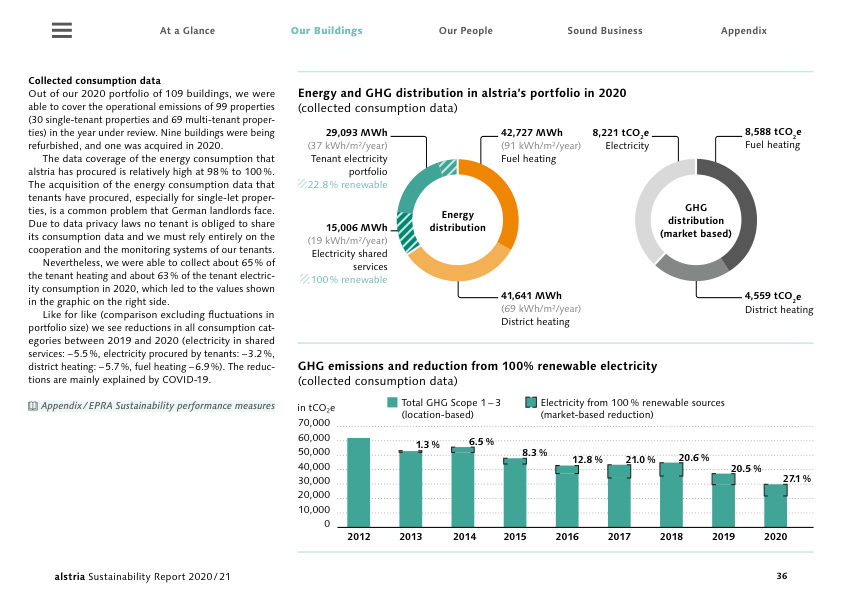 At a Glance
Our Buildings
Our People
Sound Business
Appendix
Collected consumption data
Out of our 2020 portfolio of 109 buildings, we were
able to cover the operational emissions of 99 properties
(30 single-tenant properties and 69 multi-tenant proper-
ties) in the year under review. Nine buildings were being
refurbished, and one was acquired in 2020.
The data coverage of the energy consumption that
alstria has procured is relatively high at 98 % to 100 %.
The acquisition of the energy consumption data that
tenants have procured, especially for single-let proper-
ties, is a common problem that German landlords face.
Due to data privacy laws no tenant is obliged to share
its consumption data and we must rely entirely on the
cooperation and the monitoring systems of our tenants.
Nevertheless, we were able to collect about 65 % of
the tenant heating and about 63 % of the tenant electric-
ity consumption in 2020, which led to the values shown
in the graphic on the right side.
Like for like (comparison excluding fluctuations in
portfolio size) we see reductions in all consumption cat-
egories between 2019 and 2020 (electricity in shared
services: −5.5 %, electricity procured by tenants: −3.2 %,
district heating: −5.7 %, fuel heating −6.9 %). The reduc-
tions are mainly explained by COVID-19.
Appendix / EPRA Sustainability performance measures
Energy and GHG distribution in alstria's portfolio in 2020
(collected consumption data)
29,093 MWh
(37 kWh/m²/year)
Tenant electricity
portfolio
22.8 % renewable
15,006 MWh
(19 kWh/m²/year)
Electricity shared
services
100 % renewable
Energy
distribution
42,727 MWh
(91 kWh/m²/year)
Fuel heating
41,641 MWh
(69 kWh/m²/year)
District heating
8,221 tCO₂e
Electricity
GHG
distribution
(market based)
8,588 tCO₂e
Fuel heating
4,559 tCO₂e
District heating
GHG emissions and reduction from 100% renewable electricity
(collected consumption data)
in tCO₂e
Total GHG Scope 1 – 3
(location-based)
Electricity from 100 % renewable sources
(market-based reduction)
70,000
60,000
50,000
40,000
30,000
20,000
10,000
0
1.3 %
6.5 %
8.3 %
12.8 %
21.0 %
20.6 %
20.5 %
27.1 %
2012
2013
2014
2015
2016
2017
2018
2019
2020
alstria Sustainability Report 2020 / 21
36